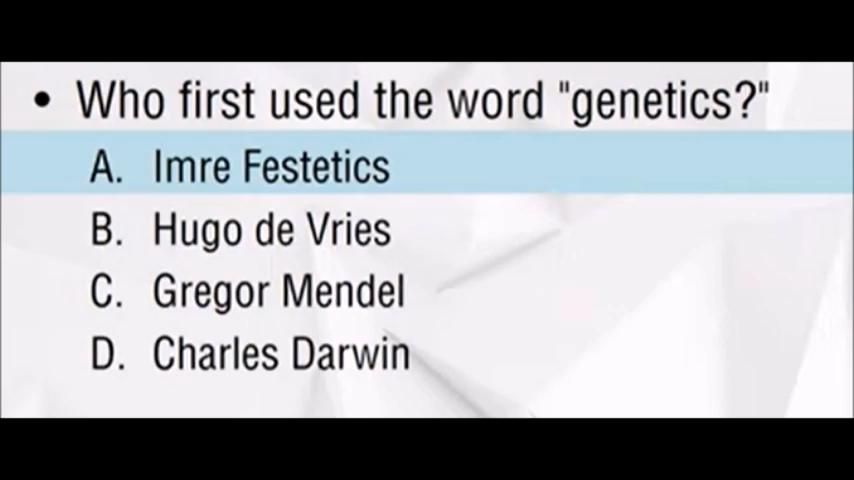 • Who first used the word "genetics?"
A. Imre Festetics
B. Hugo de Vries
C. Gregor Mendel
D. Charles Darwin